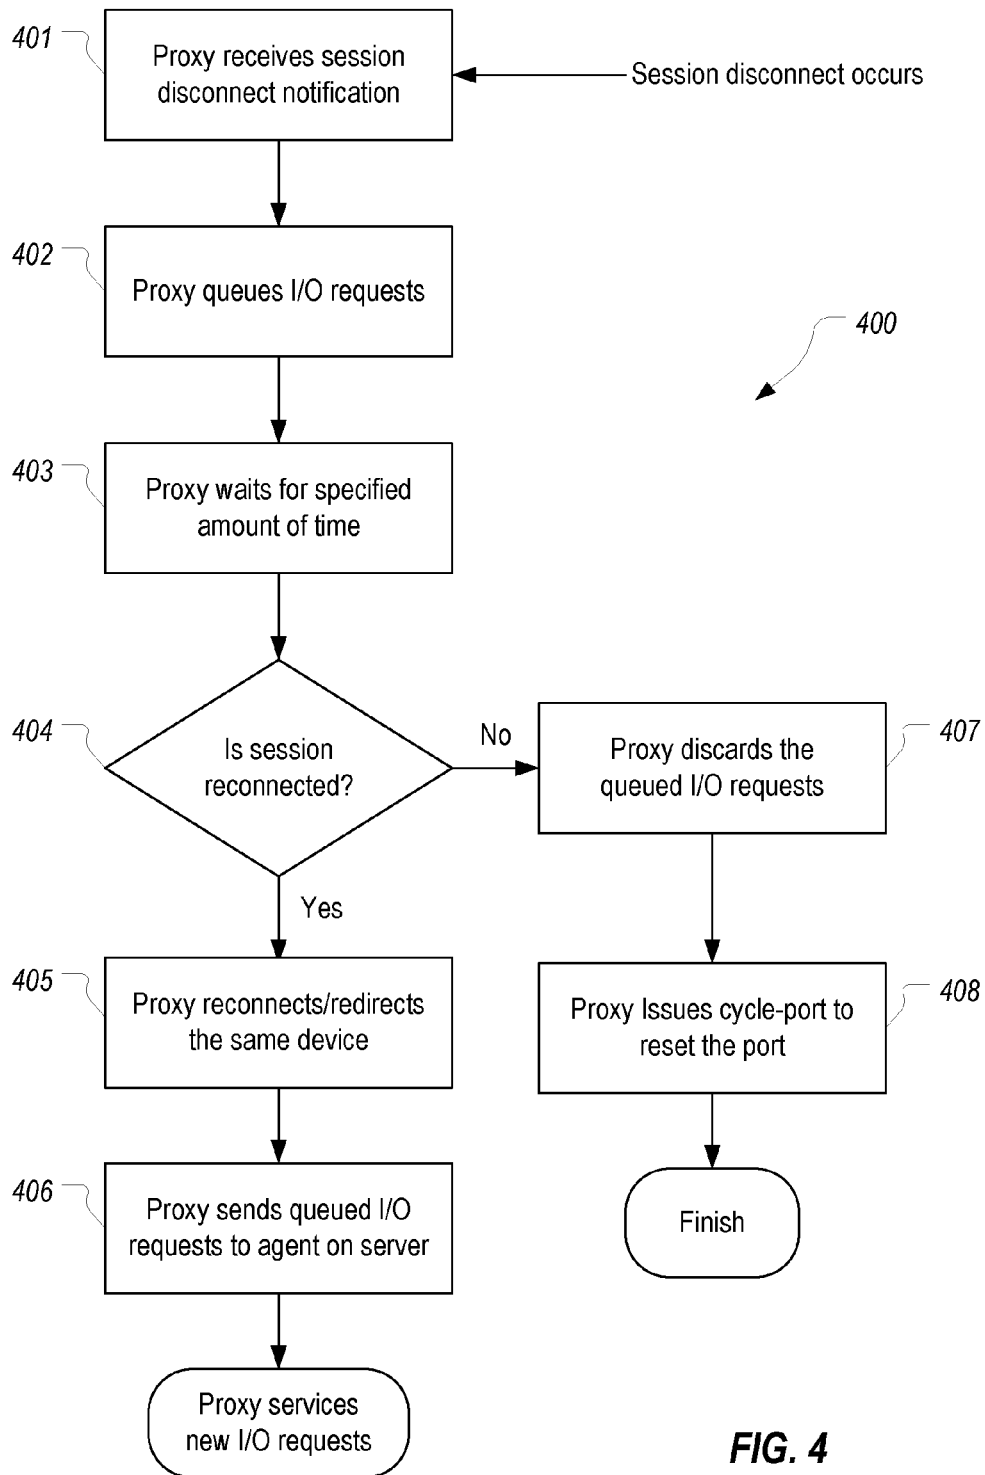 401
Proxy receives session
disconnect notification
Session disconnect occurs
402
Proxy queues I/O requests
400
403
Proxy waits for specified
amount of time
404
Is session
reconnected?
No
Proxy discards the
queued I/O requests
407
Yes
405
Proxy reconnects/redirects
the same device
Proxy Issues cycle-port to
reset the port
408
406
Proxy sends queued I/O
requests to agent on server
Finish
Proxy services
new I/O requests
FIG. 4